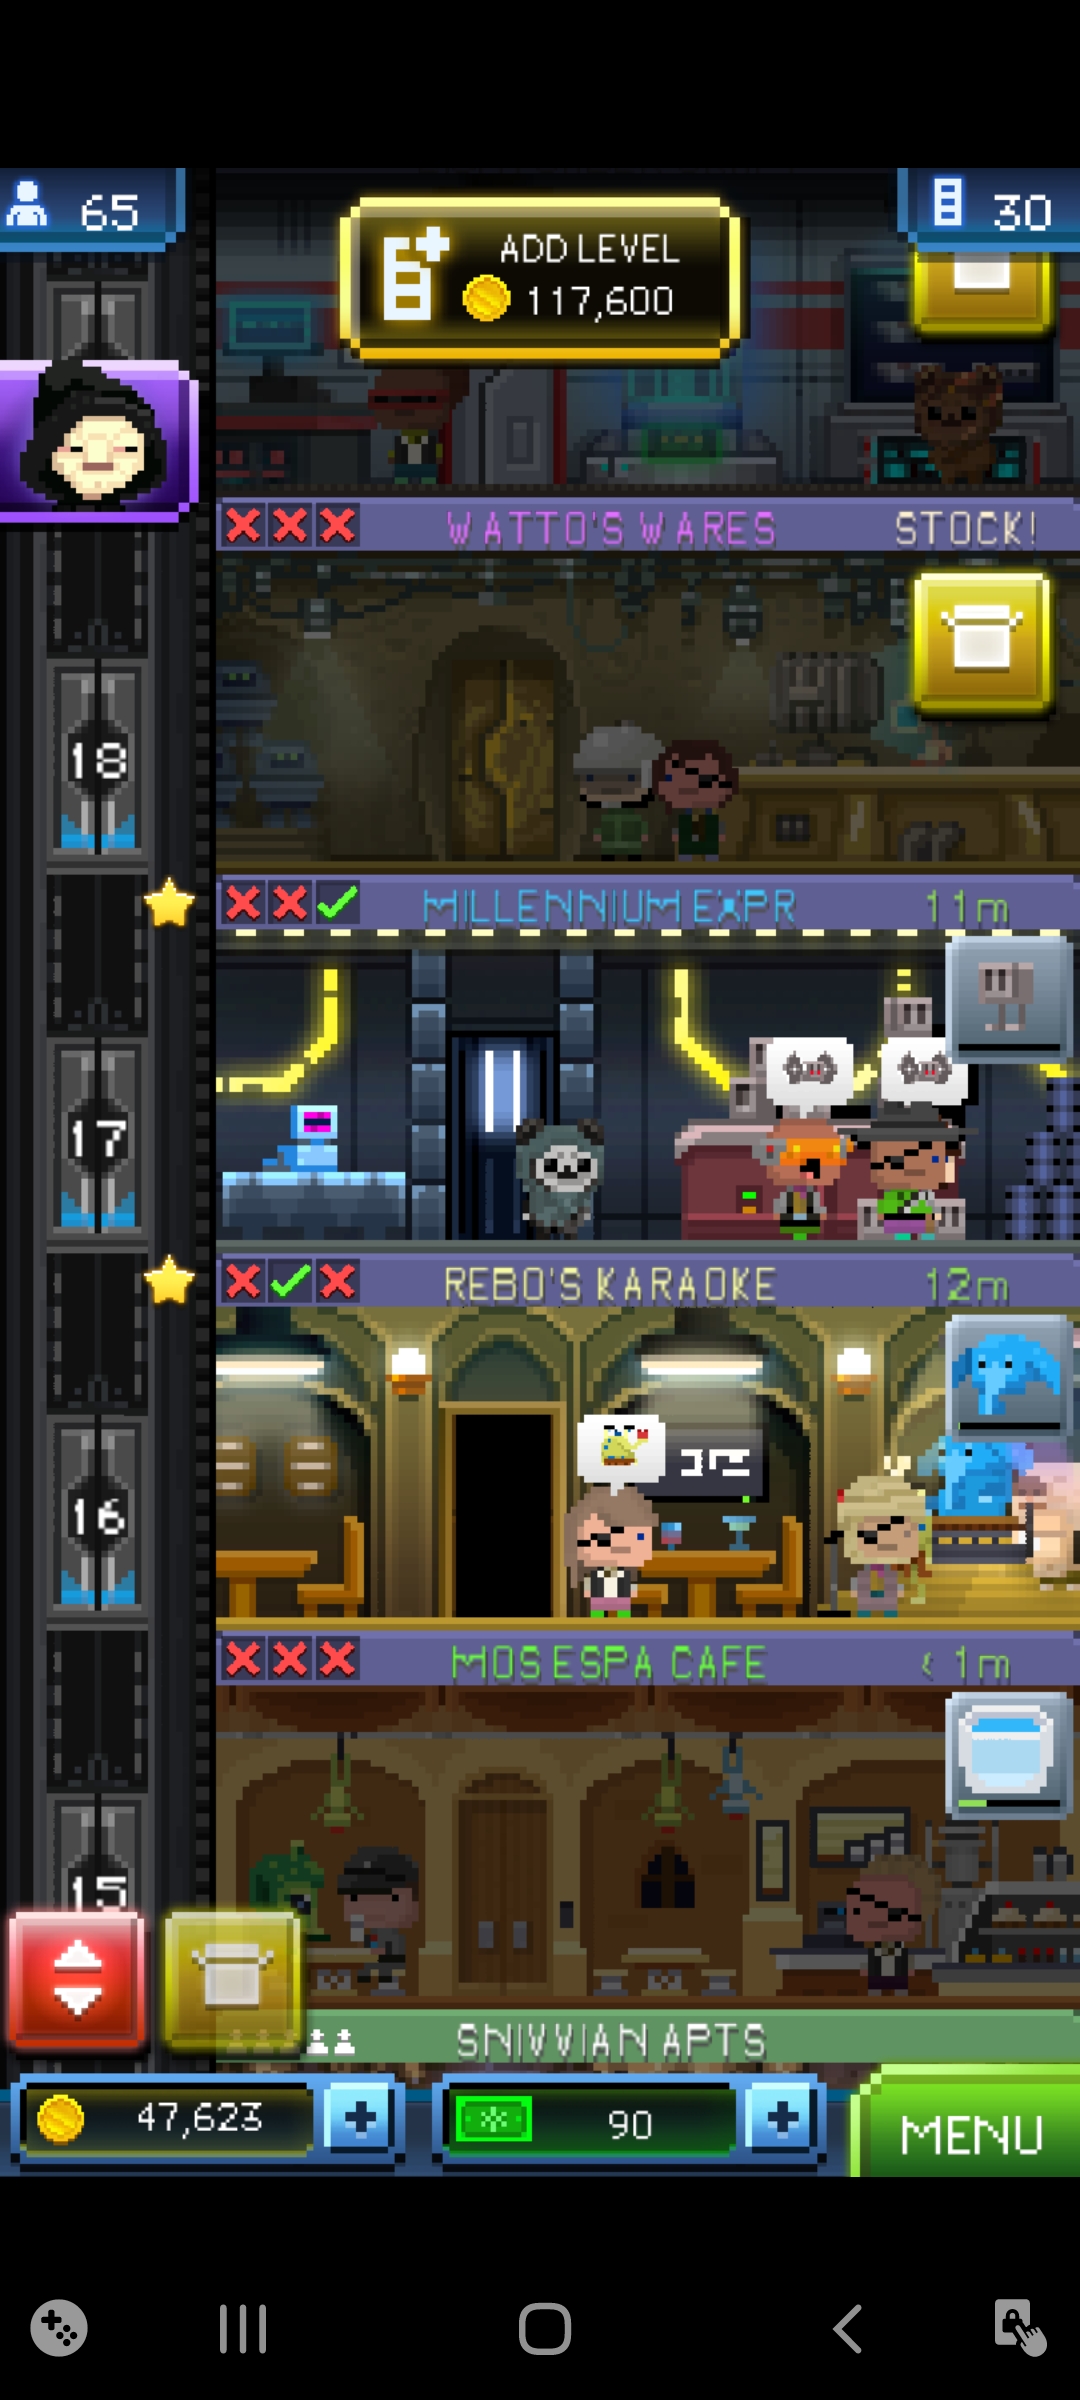 65
ADD LEVEL
117,600
30
WATTO'S WARES
STOCK!
18
MILLENNIUM EXPR
11m
17
REBO'S KARAOKE
12m
16
MOS ESPA CAFE
< 1m
15
SNIVVIAN APTS
47,623
90
MENU